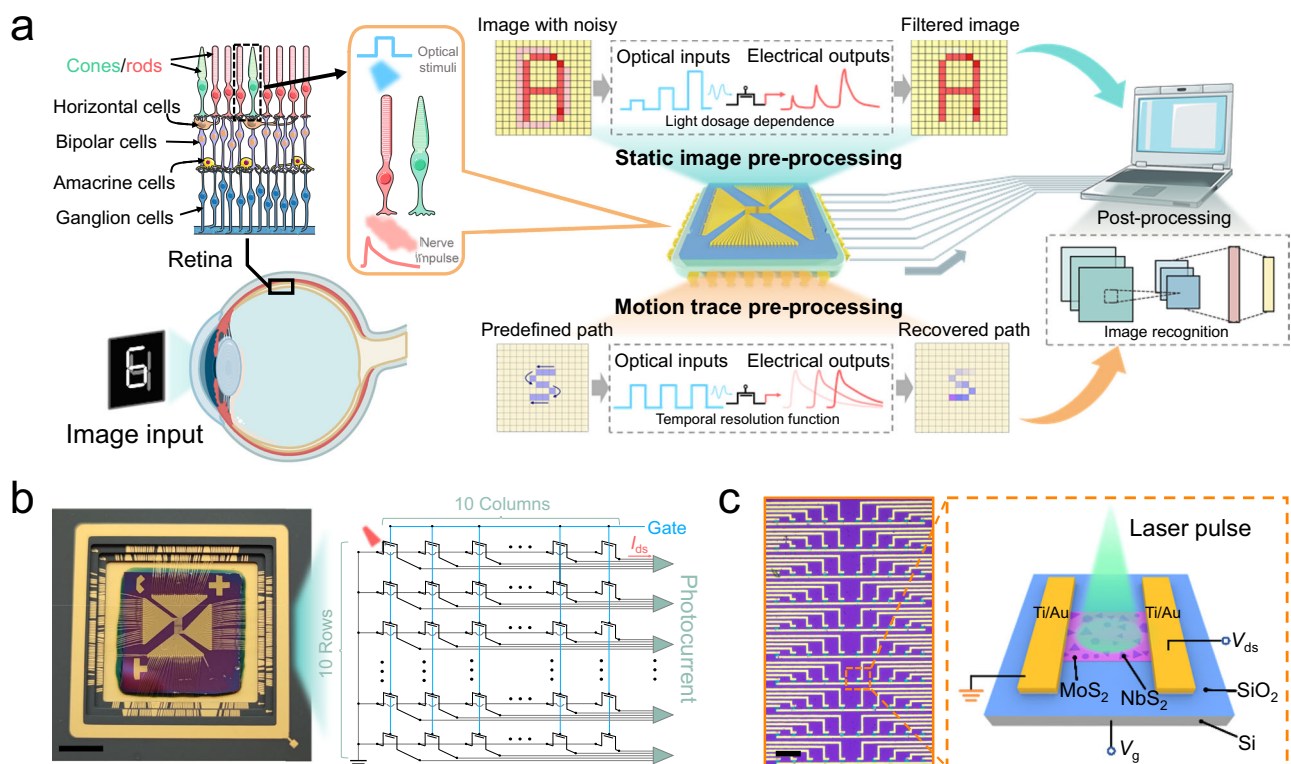 a
Cones/rods
Horizontal cells
Bipolar cells
Amacrine cells
Ganglion cells
Retina
Image input
Optical
stimuli
Nerve
impulse
Image with noisy
Optical inputs
Electrical outputs
Light dosage dependence
Filtered image
Static image pre-processing
Motion trace pre-processing
Predefined path
Optical inputs
Electrical outputs
Temporal resolution function
Recovered path
Post-processing
Image recognition
b
10 Columns
Gate
I_ds
10 Rows
Photocurrent
c
Laser pulse
Ti/Au
Ti/Au
V_ds
MoS₂
NbS₂
SiO₂
Si
V_g